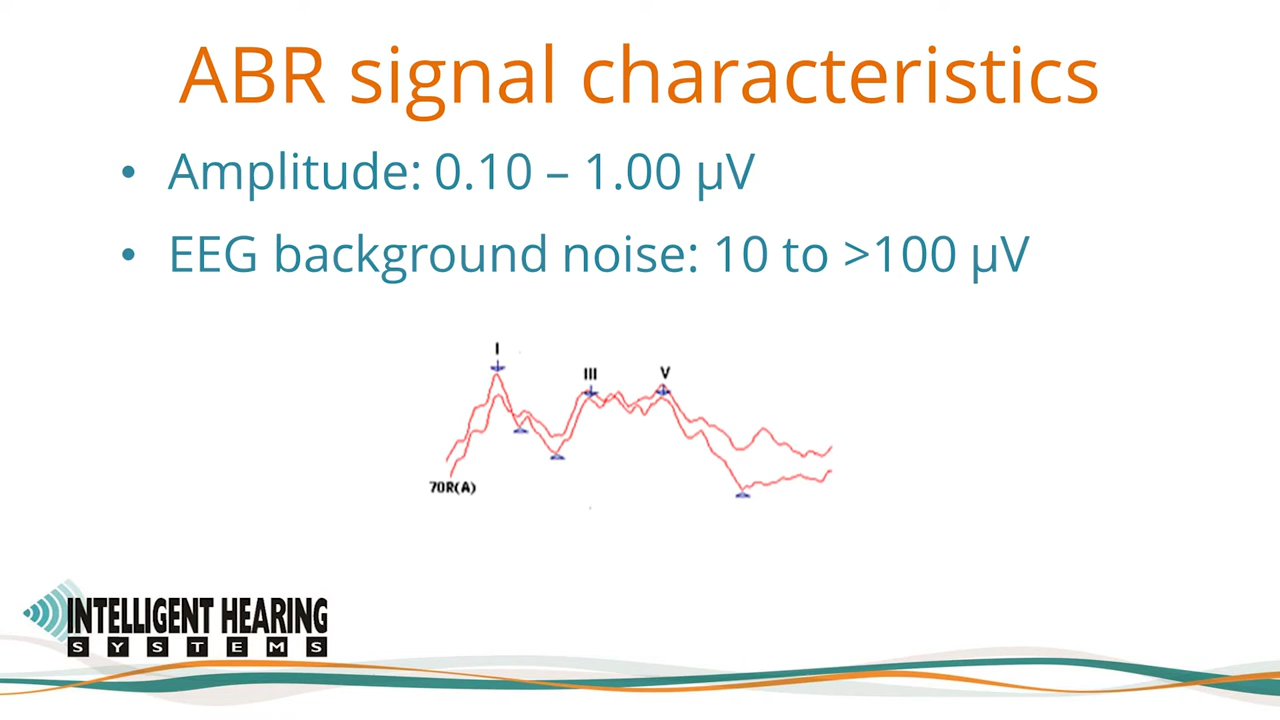 ABR signal characteristics
• Amplitude: 0.10 – 1.00 µV
• EEG background noise: 10 to >100 µV
I
III
V
70R(A)
INTELLIGENT HEARING
SYSTEMS